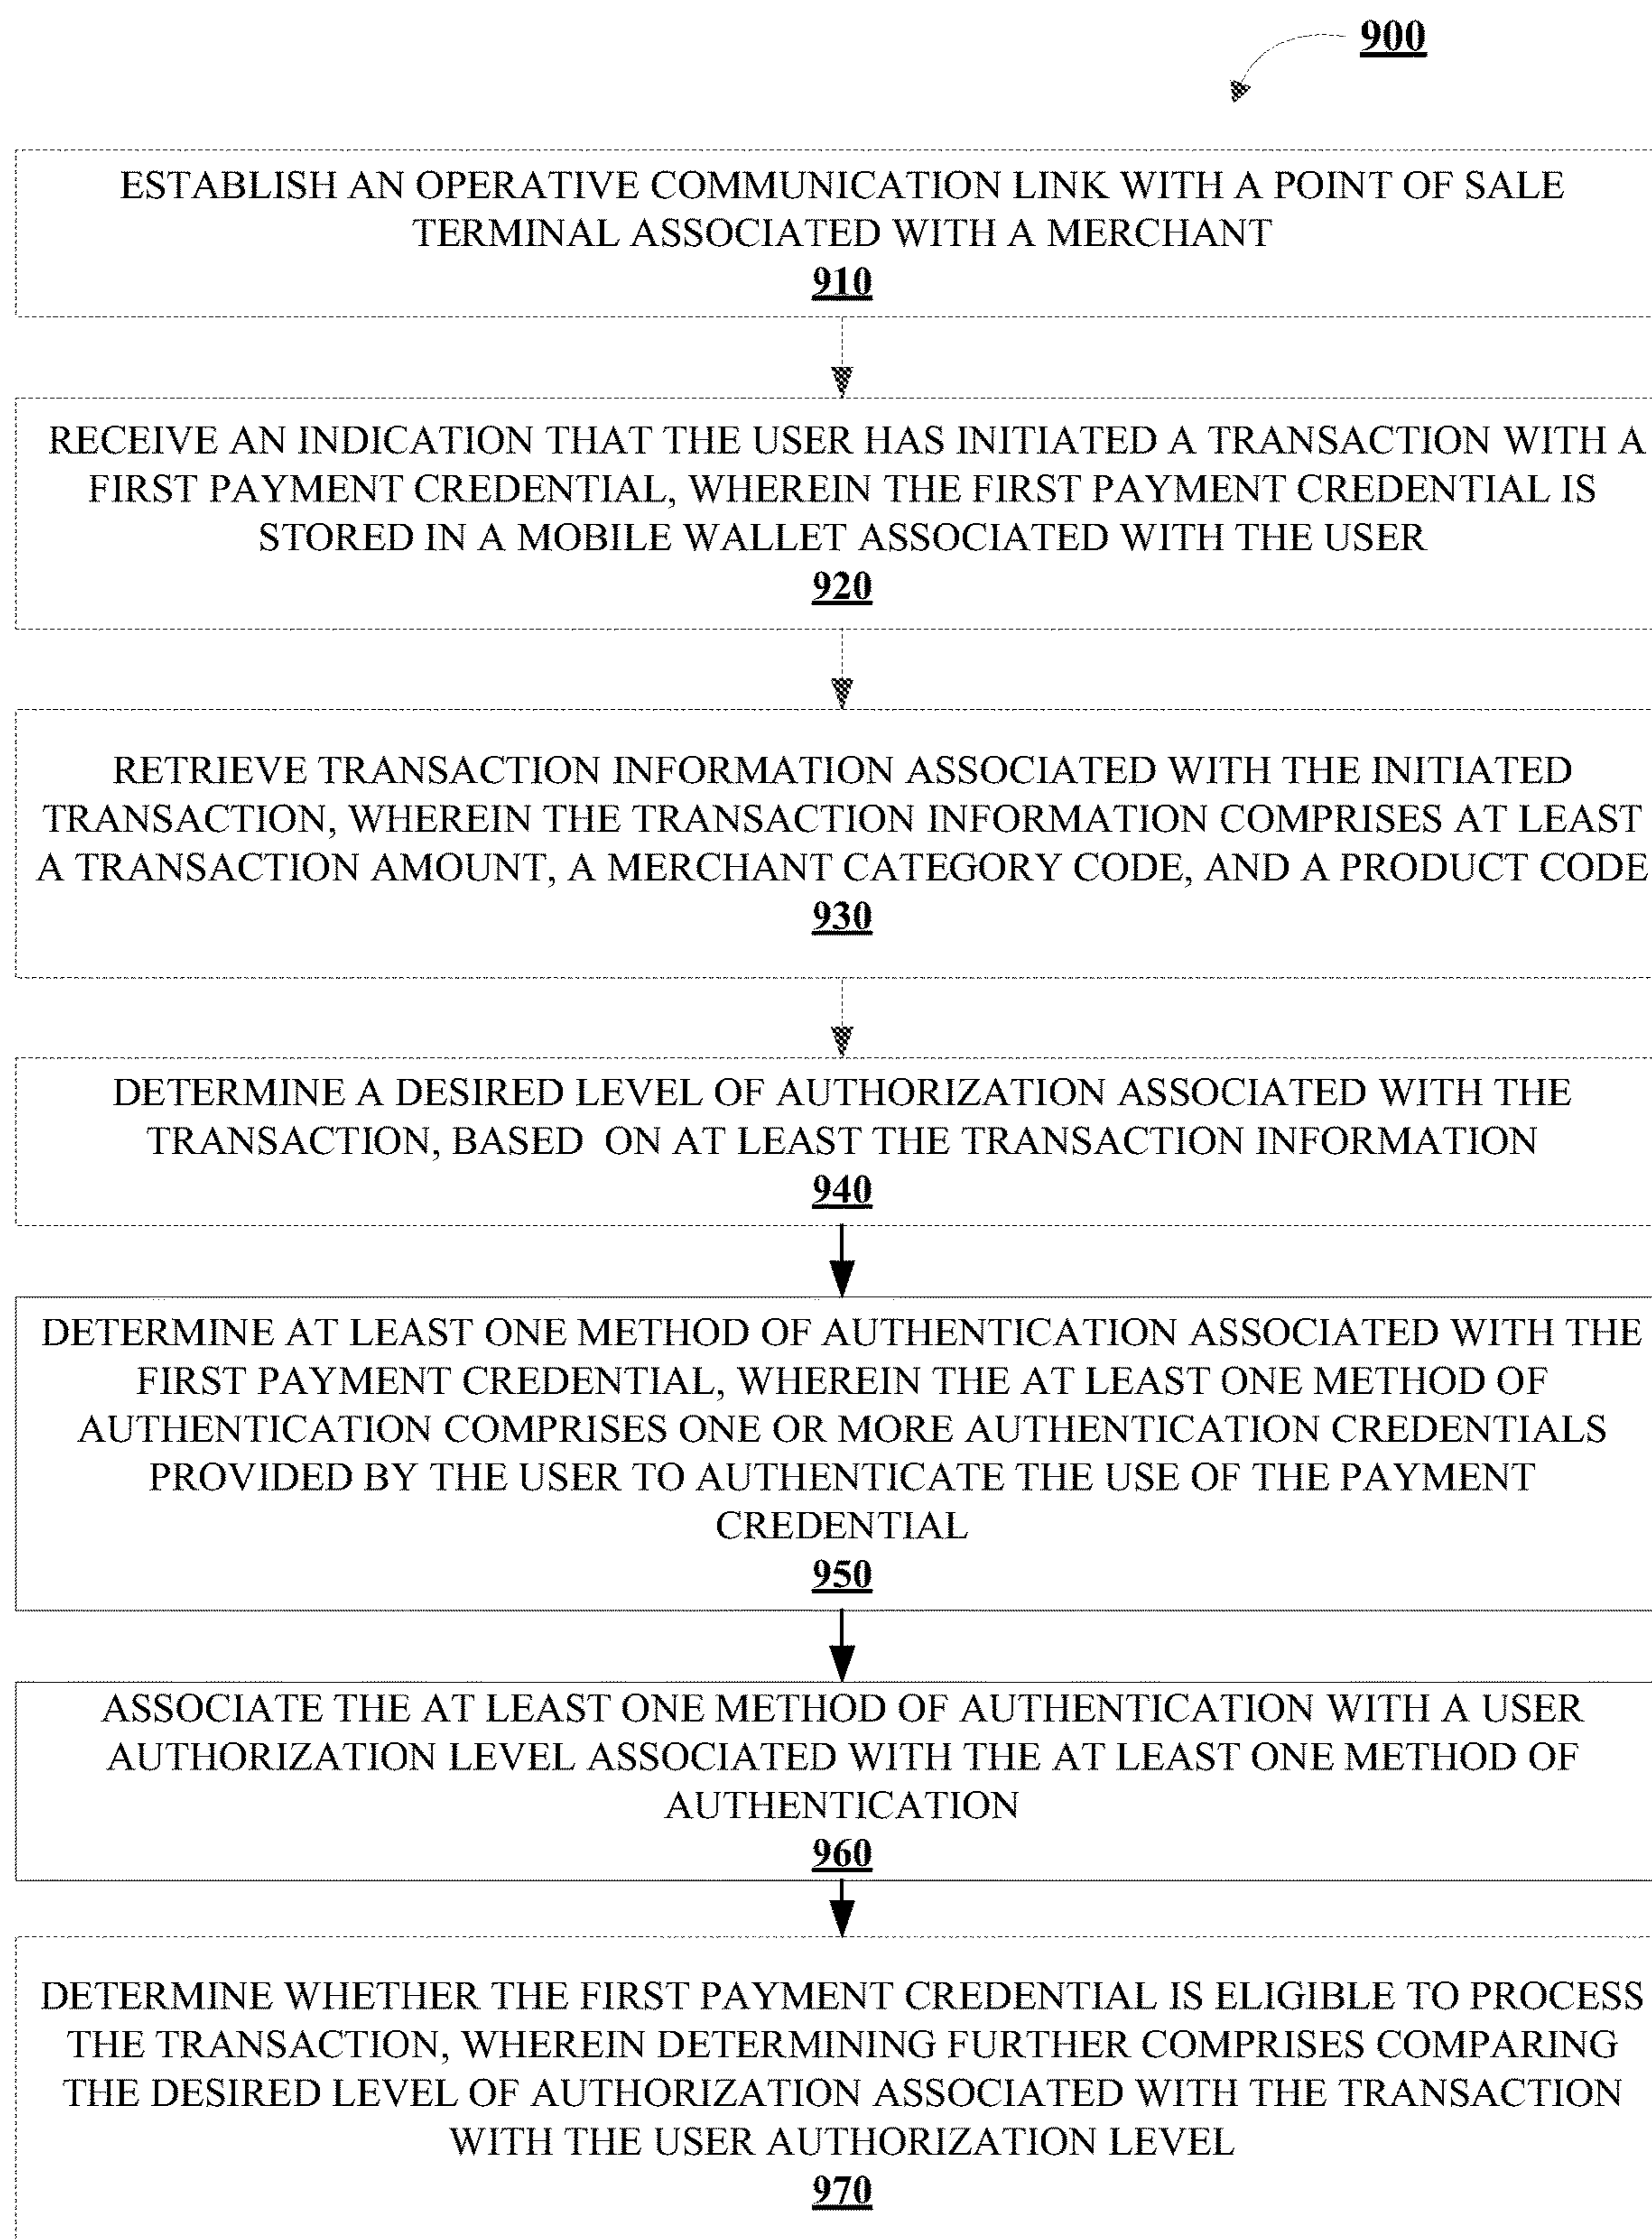 900
ESTABLISH AN OPERATIVE COMMUNICATION LINK WITH A POINT OF SALE
TERMINAL ASSOCIATED WITH A MERCHANT
910
RECEIVE AN INDICATION THAT THE USER HAS INITIATED A TRANSACTION WITH A
FIRST PAYMENT CREDENTIAL, WHEREIN THE FIRST PAYMENT CREDENTIAL IS
STORED IN A MOBILE WALLET ASSOCIATED WITH THE USER
920
RETRIEVE TRANSACTION INFORMATION ASSOCIATED WITH THE INITIATED
TRANSACTION, WHEREIN THE TRANSACTION INFORMATION COMPRISES AT LEAST
A TRANSACTION AMOUNT, A MERCHANT CATEGORY CODE, AND A PRODUCT CODE
930
DETERMINE A DESIRED LEVEL OF AUTHORIZATION ASSOCIATED WITH THE
TRANSACTION, BASED ON AT LEAST THE TRANSACTION INFORMATION
940
DETERMINE AT LEAST ONE METHOD OF AUTHENTICATION ASSOCIATED WITH THE
FIRST PAYMENT CREDENTIAL, WHEREIN THE AT LEAST ONE METHOD OF
AUTHENTICATION COMPRISES ONE OR MORE AUTHENTICATION CREDENTIALS
PROVIDED BY THE USER TO AUTHENTICATE THE USE OF THE PAYMENT
CREDENTIAL
950
ASSOCIATE THE AT LEAST ONE METHOD OF AUTHENTICATION WITH A USER
AUTHORIZATION LEVEL ASSOCIATED WITH THE AT LEAST ONE METHOD OF
AUTHENTICATION
960
DETERMINE WHETHER THE FIRST PAYMENT CREDENTIAL IS ELIGIBLE TO PROCESS
THE TRANSACTION, WHEREIN DETERMINING FURTHER COMPRISES COMPARING
THE DESIRED LEVEL OF AUTHORIZATION ASSOCIATED WITH THE TRANSACTION
WITH THE USER AUTHORIZATION LEVEL
970